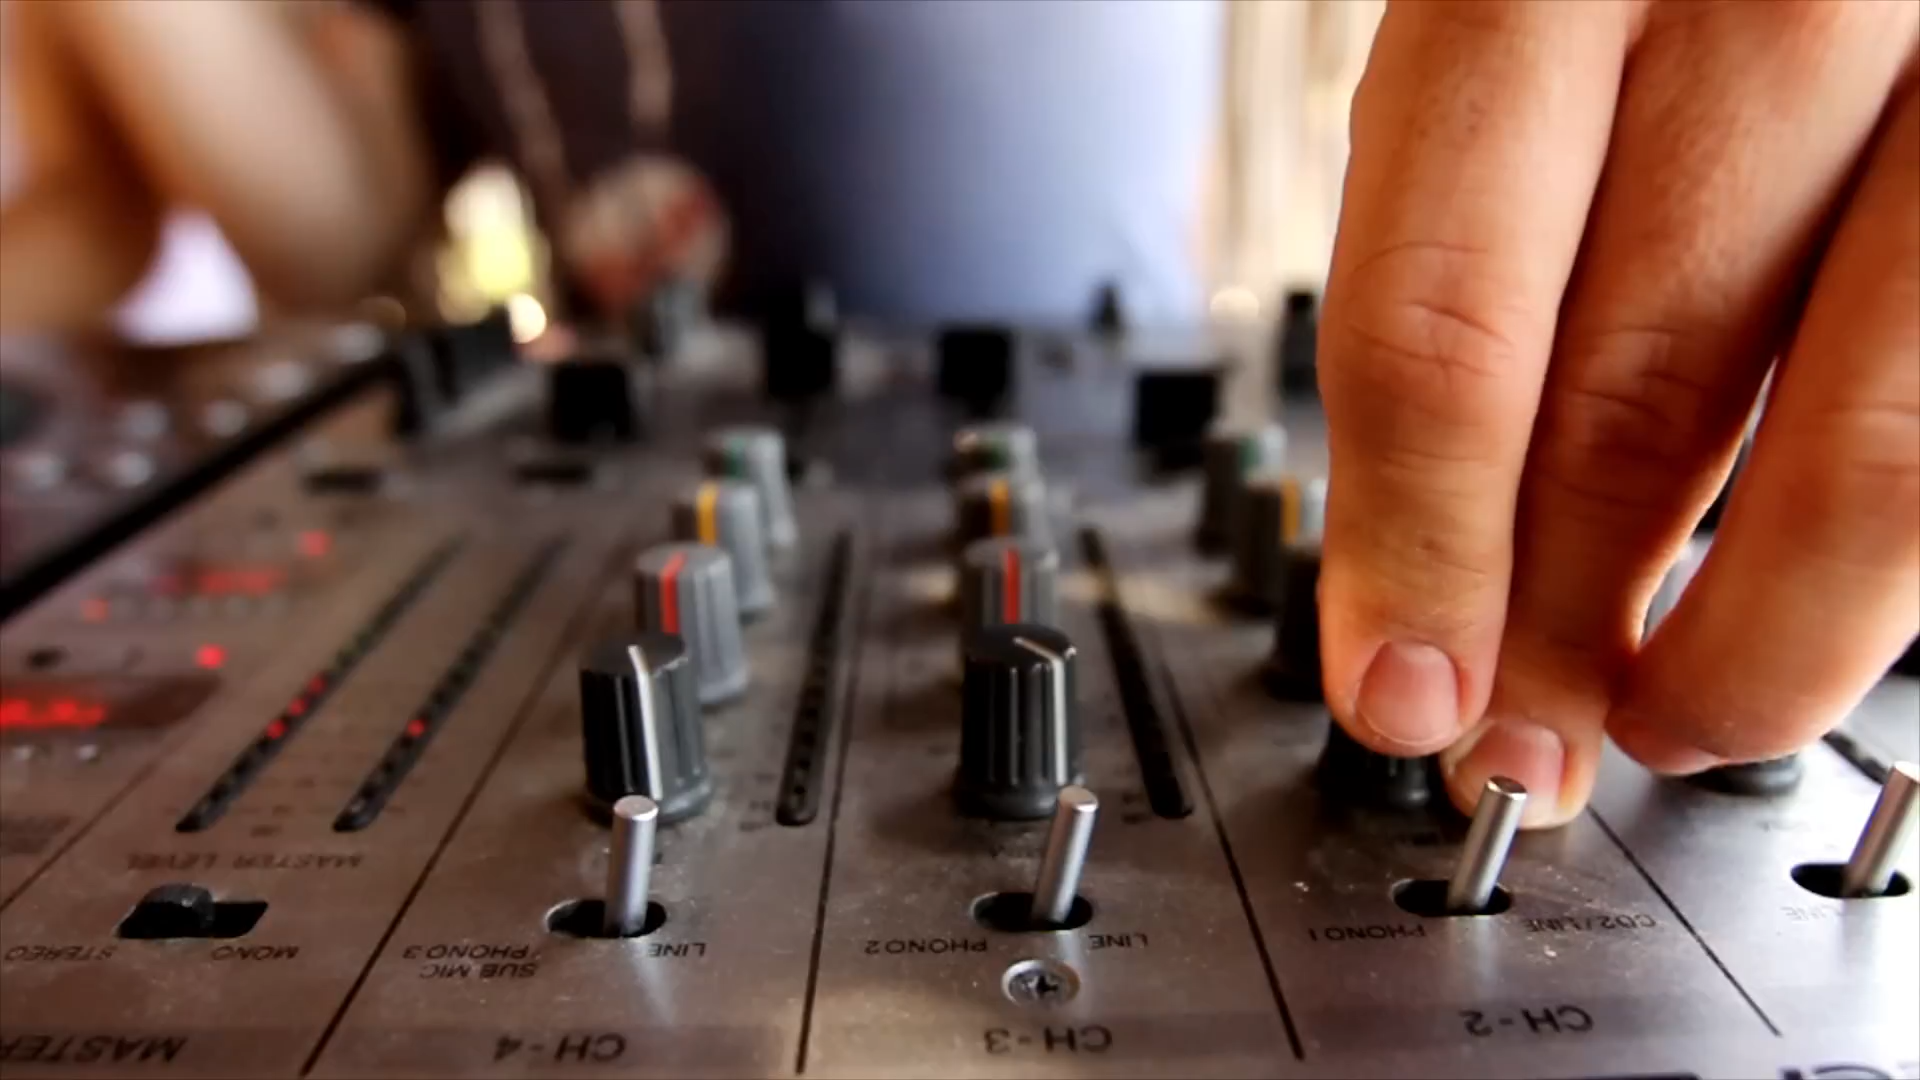 CH-2
CD2/LINE
PHONO 1
CH-3
LINE
PHONO 2
CH-4
LINE
SUB MIC
/PHONO 3
MASTER
MONO
STEREO
MASTER LEVEL
LINE